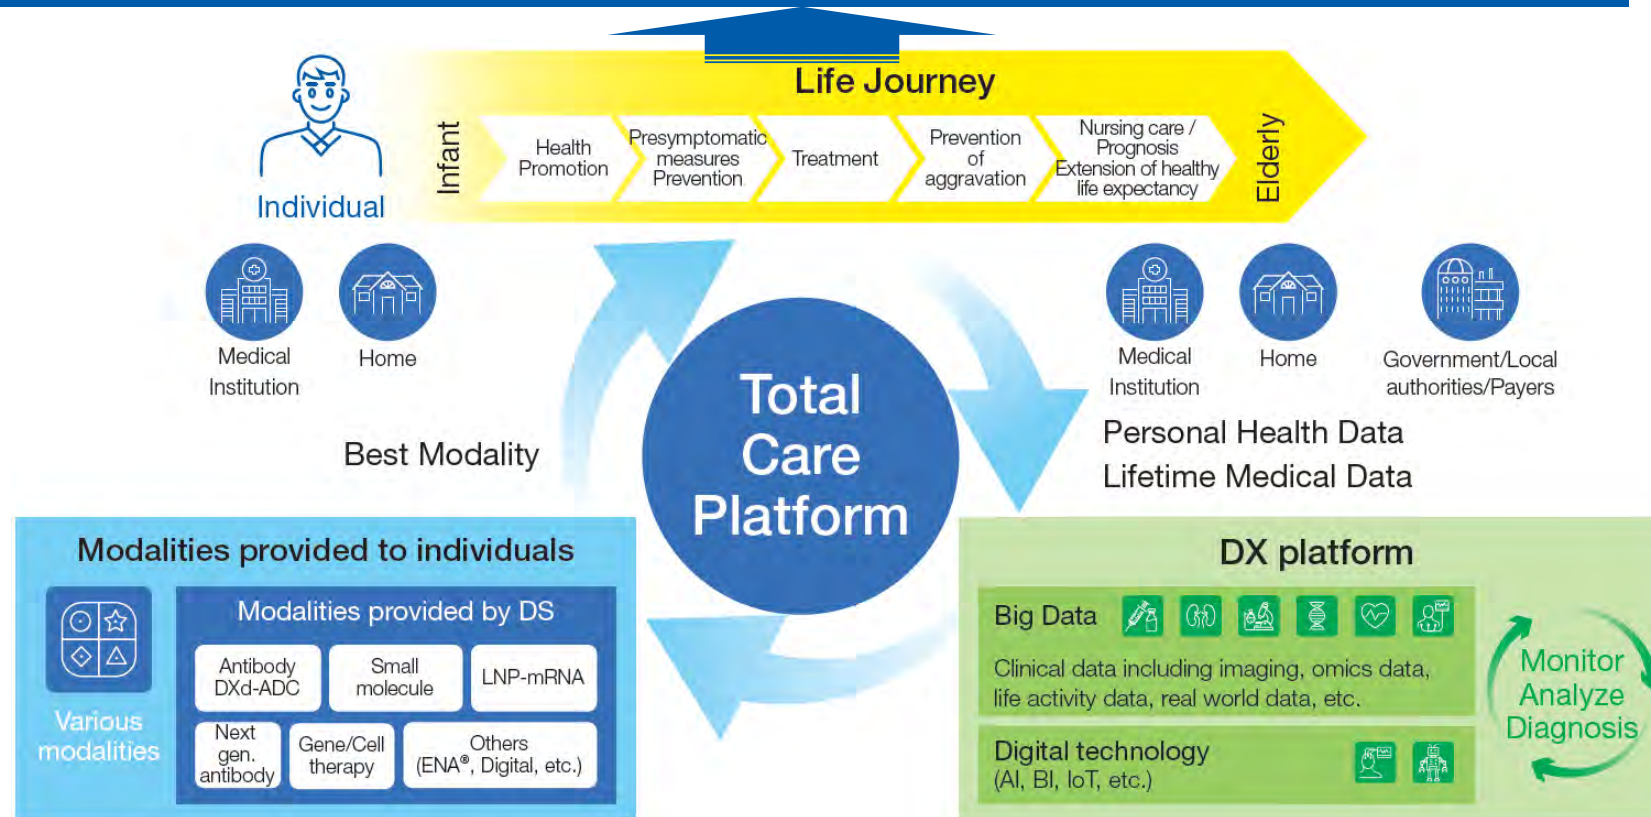 Life Journey
Individual
Infant
Health
Promotion
Presymptomatic
measures
Prevention
Treatment
Prevention
of
aggravation
Nursing care /
Prognosis
Extension of healthy
life expectancy
Elderly
Medical
Institution
Home
Medical
Institution
Home
Government/Local
authorities/Payers
Best Modality
Total
Care
Platform
Personal Health Data
Lifetime Medical Data
Modalities provided to individuals
Various
modalities
Modalities provided by DS
Antibody
DXd-ADC
Small
molecule
LNP-mRNA
Next
gen.
antibody
Gene/Cell
therapy
Others
(ENA®, Digital, etc.)
DX platform
Big Data
Clinical data including imaging, omics data,
life activity data, real world data, etc.
Digital technology
(AI, BI, IoT, etc.)
Monitor
Analyze
Diagnosis